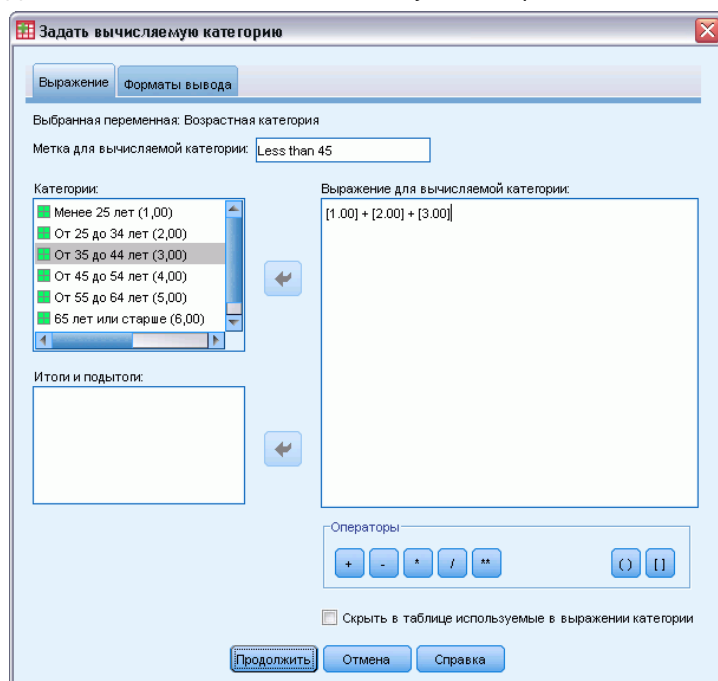 Задать вычисляемую категорию
Выражение
Форматы вывода
Выбранная переменная: Возрастная категория
Метка для вычисляемой категории: Less than 45
Категории:
Менее 25 лет (1,00)
От 25 до 34 лет (2,00)
От 35 до 44 лет (3,00)
От 45 до 54 лет (4,00)
От 55 до 64 лет (5,00)
65 лет или старше (6,00)
Выражение для вычисляемой категории:
[1.00] + [2.00] + [3.00]
Итоги и подытоги:
Операторы
+ - * / ** ( ) [ ]
Скрыть в таблице используемые в выражении категории
Продолжить Отмена Справка